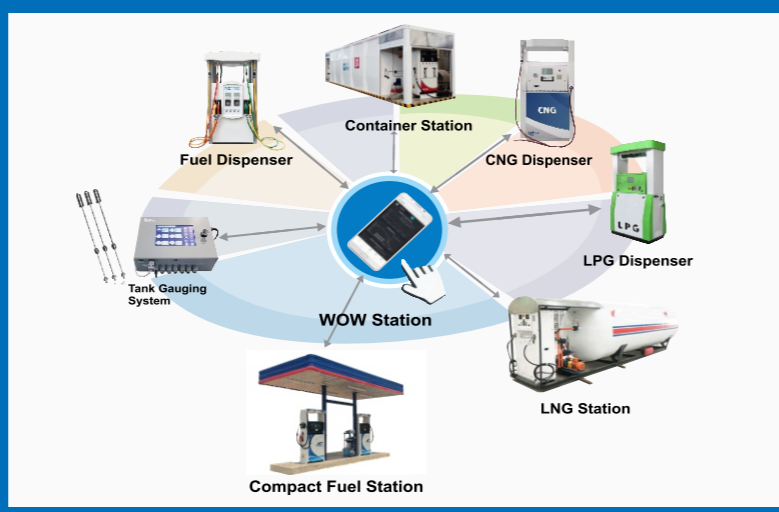 Container Station
Fuel Dispenser
CNG
CNG Dispenser
LPG
LPG Dispenser
Tank Gauging
System
WOW Station
LNG Station
Compact Fuel Station